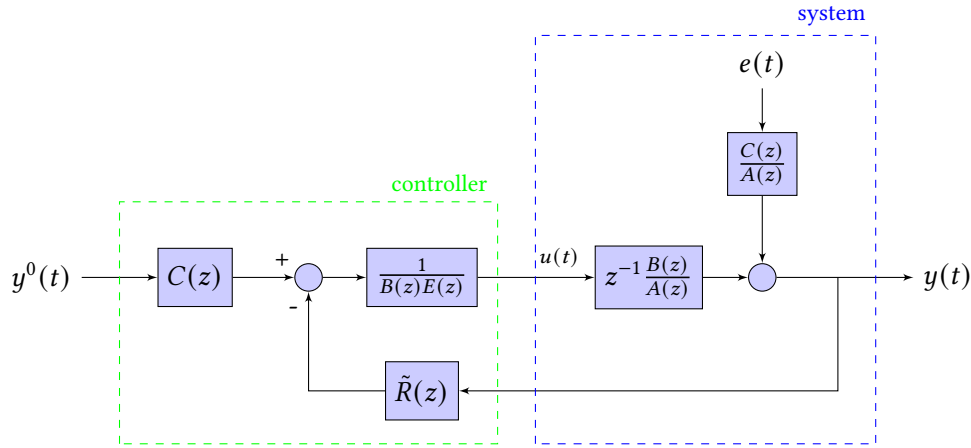 system
e(t)
C(z)
A(z)
controller
y⁰(t)
C(z)
+
-
1
B(z)E(z)
u(t)
z⁻¹ B(z)
A(z)
y(t)
R̃(z)